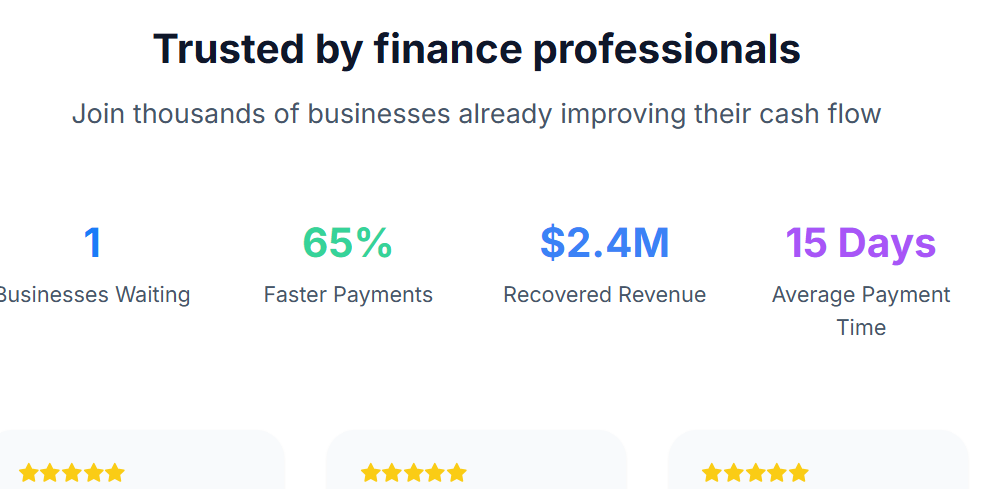 Trusted by finance professionals
Join thousands of businesses already improving their cash flow
1
65%
$2.4M
15 Days
Businesses Waiting
Faster Payments
Recovered Revenue
Average Payment
Time